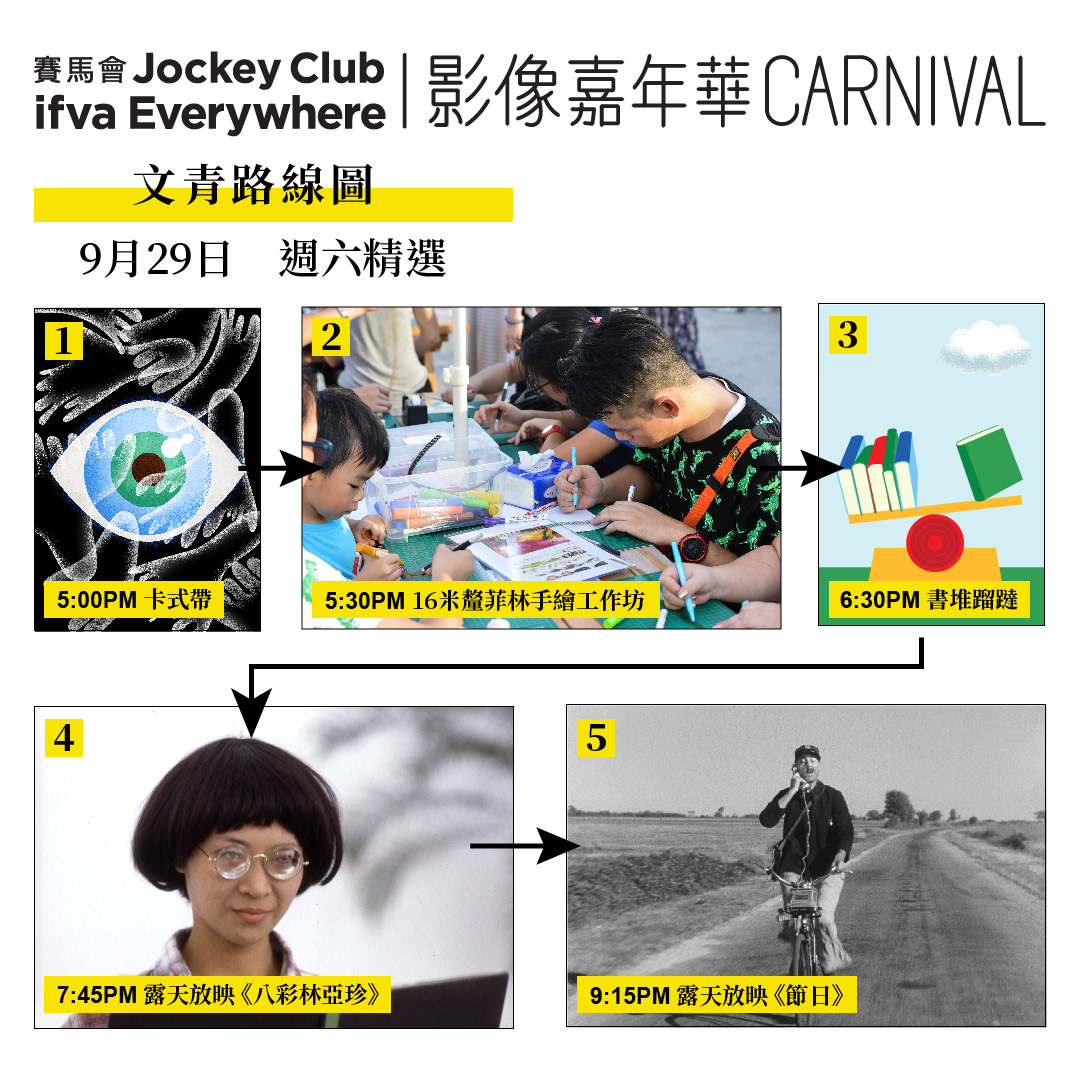 賽馬會 Jockey Club
ifva Everywhere
影像嘉年華 CARNIVAL
文青路線圖
9月29日 週六精選
1
5:00PM 卡式帶
2
5:30PM 16米釐菲林手繪工作坊
3
6:30PM 書堆蹓躂
4
7:45PM 露天放映《八彩林亞珍》
5
9:15PM 露天放映《節日》